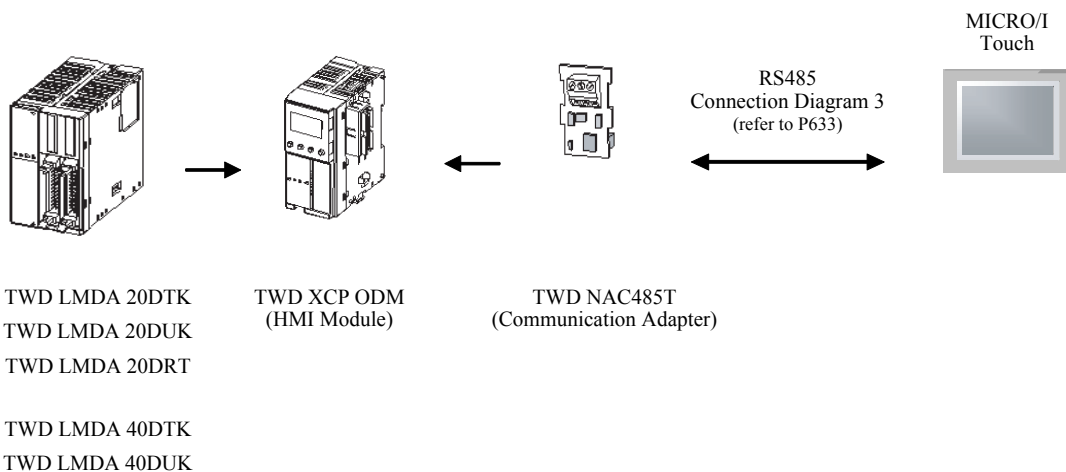 MICRO/I
Touch
RS485
Connection Diagram 3
(refer to P633)
TWD LMDA 20DTK
TWD LMDA 20DUK
TWD LMDA 20DRT
TWD LMDA 40DTK
TWD LMDA 40DUK
TWD XCP ODM
(HMI Module)
TWD NAC485T
(Communication Adapter)